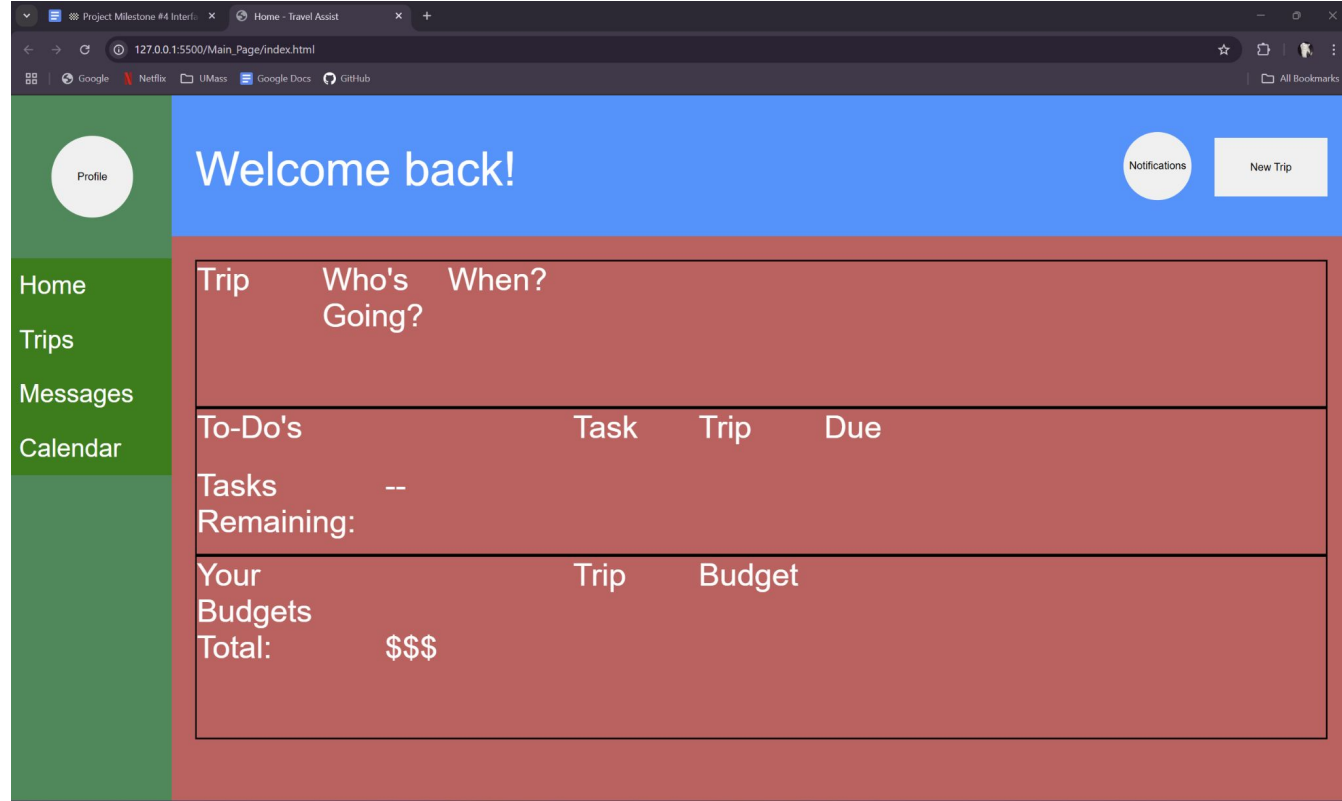 Project Milestone #4 Interfa
Home - Travel Assist
127.0.0.1:5500/Main_Page/index.html
Google Netflix UMass Google Docs GitHub All Bookmarks
Profile
Welcome back!
Notifications
New Trip
Home
Trips
Messages
Calendar
Trip Who's When?
Going?
To-Do's Task Trip Due
Tasks --
Remaining:
Your Trip Budget
Budgets
Total: $$$